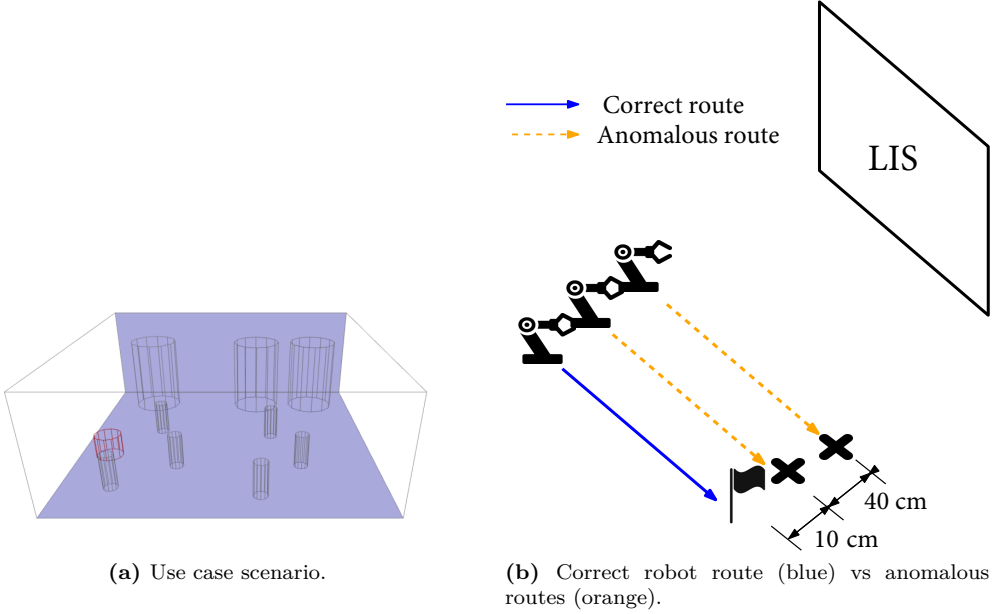 Correct route
Anomalous route
LIS
40 cm
10 cm
(a) Use case scenario.
(b) Correct robot route (blue) vs anomalous
routes (orange).